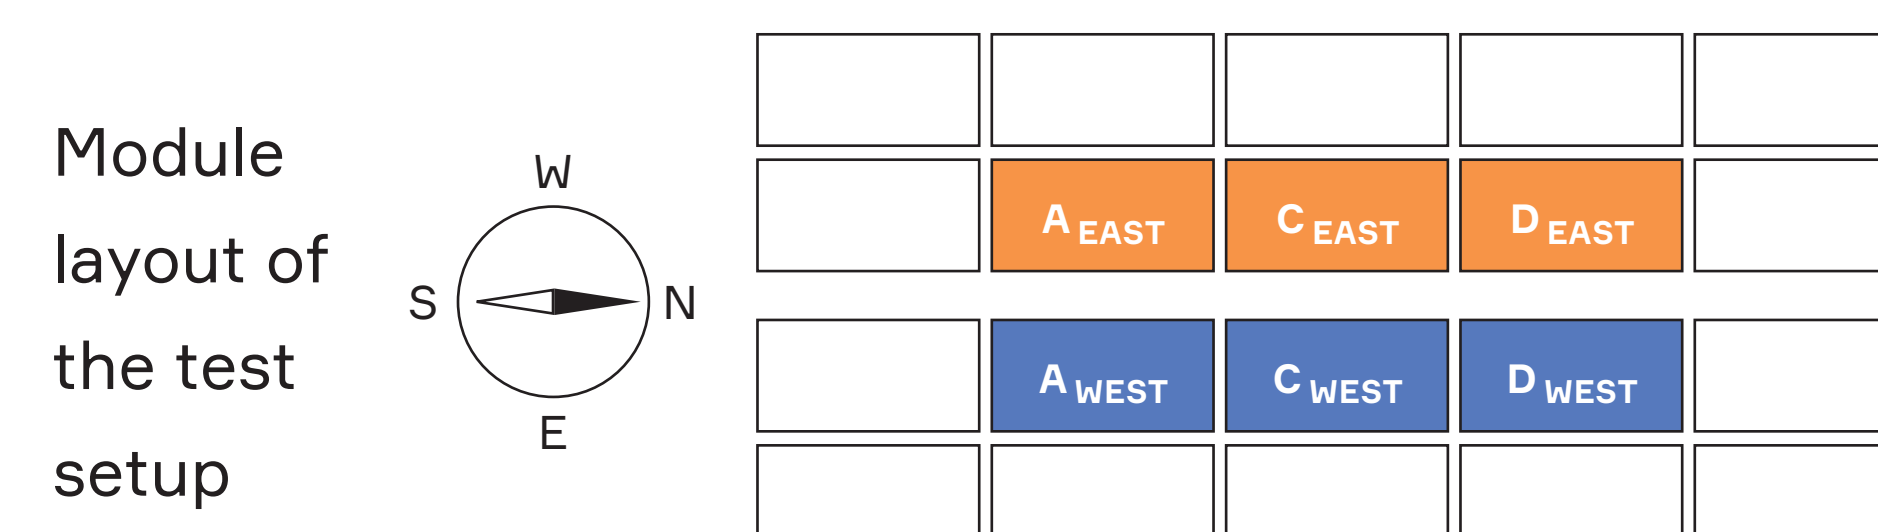 Module
layout of
the test
setup
W
S N
E
A EAST C EAST D EAST
A WEST C WEST D WEST